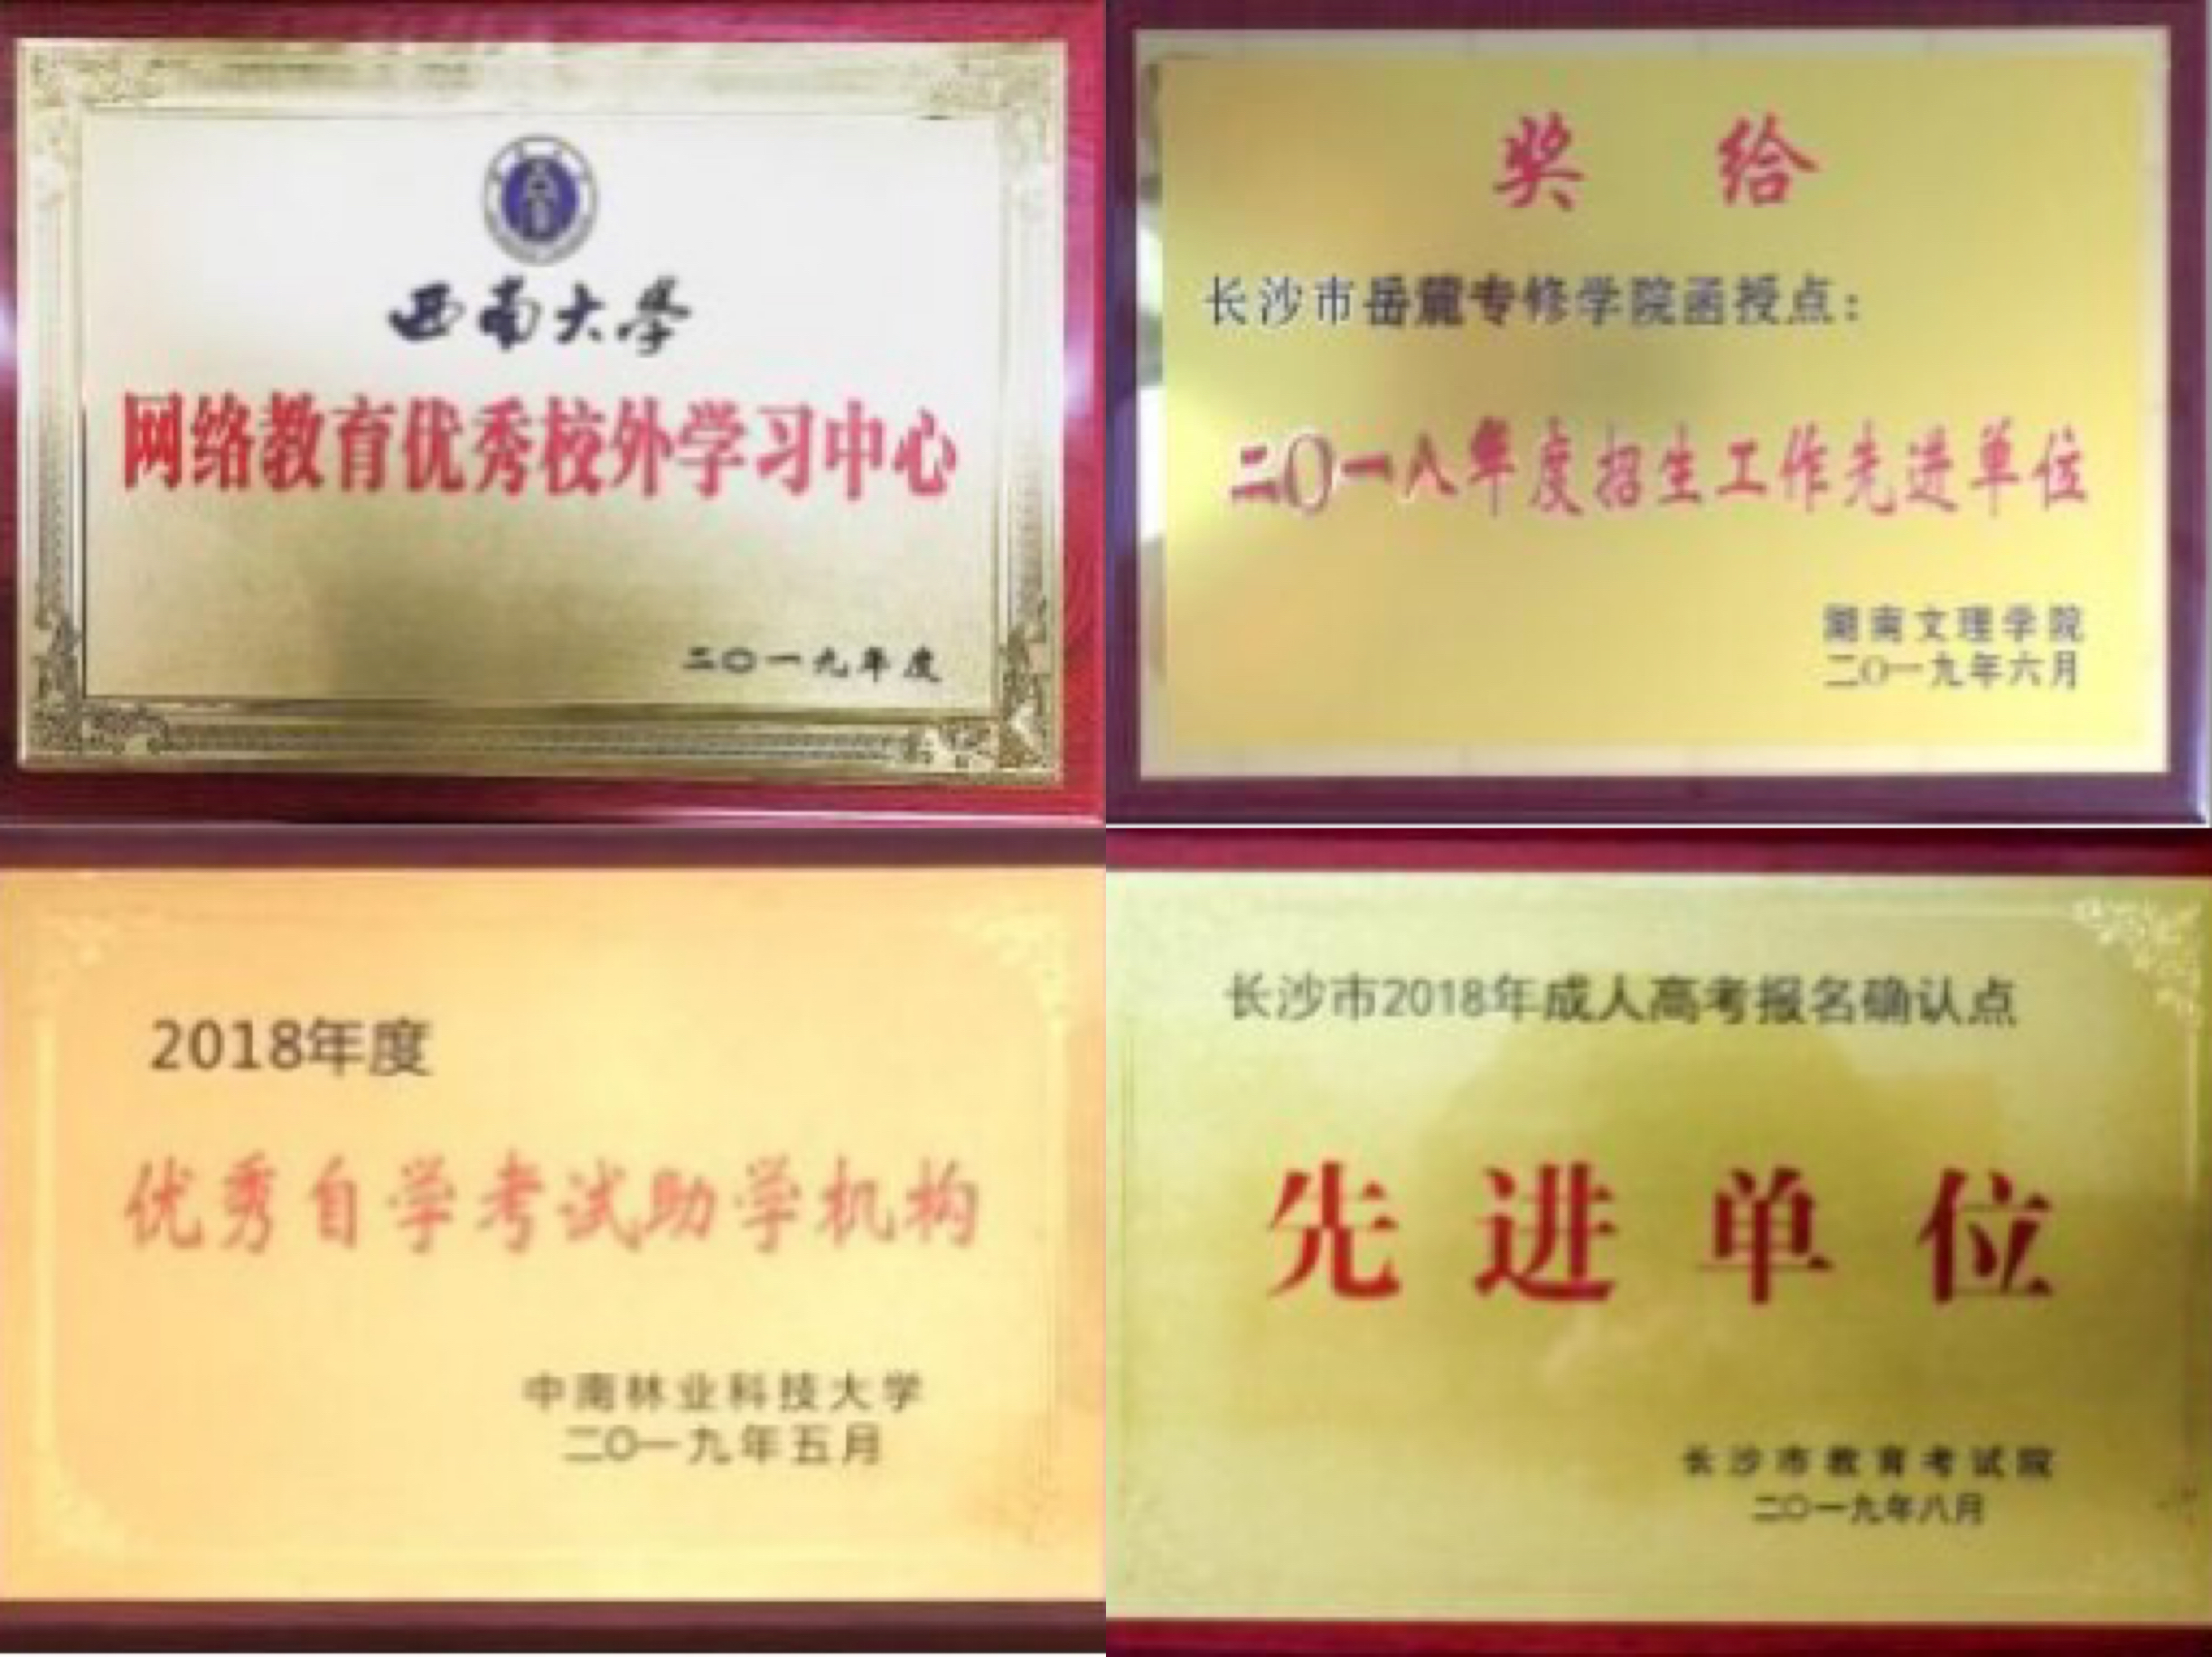 西南大学
网络教育优秀校外学习中心
二〇一九年度
奖 给
长沙市岳麓专修学院函授点：
二〇一八年度招生工作先进单位
湖南文理学院
二〇一九年六月
2018年度
优秀自学考试助学机构
中南林业科技大学
二〇一九年五月
长沙市2018年成人高考报名确认点
先进单位
长沙市教育考试院
二〇一九年八月